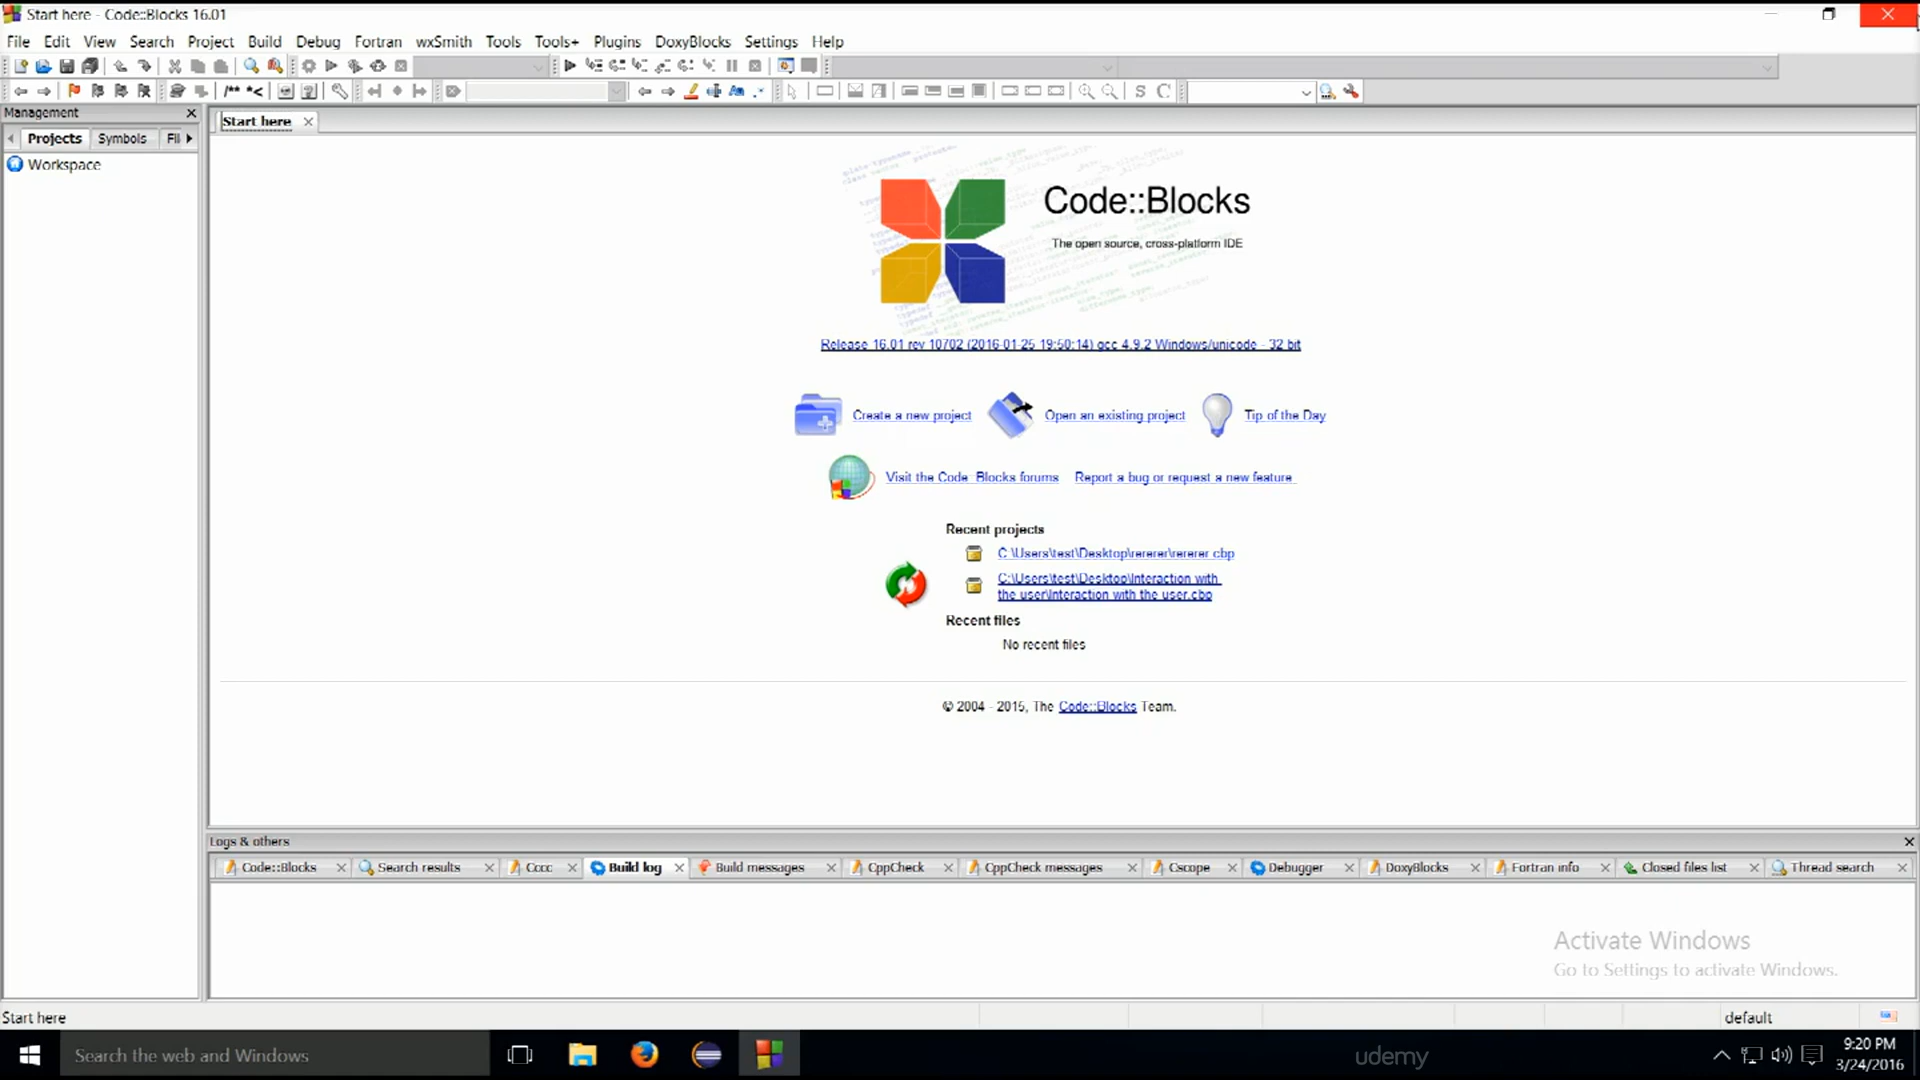 Start here - Code::Blocks 16.01
File Edit View Search Project Build Debug Fortran wxSmith Tools Tools+ Plugins DoxyBlocks Settings Help
/** *<
S C
Management
Projects Symbols Fil
Workspace
Start here
Code::Blocks
The open source, cross-platform IDE
Release 16.01 rev 10702 (2016-01-25 19:50:14) gcc 4.9.2 Windows/unicode - 32 bit
Create a new project Open an existing project Tip of the Day
Visit the Code::Blocks forums Report a bug or request a new feature
Recent projects
C:\Users\test\Desktop\rererer\rererer.cbp
C:\Users\test\Desktop\Interaction with
the user\Interaction with the user.cbp
Recent files
No recent files
© 2004 - 2015, The Code::Blocks Team.
Logs & others
Code::Blocks Search results Cccc Build log Build messages CppCheck CppCheck messages Cscope Debugger DoxyBlocks Fortran info Closed files list Thread search
Activate Windows
Go to Settings to activate Windows.
Start here default
Search the web and Windows
udemy
9:20 PM
3/24/2016